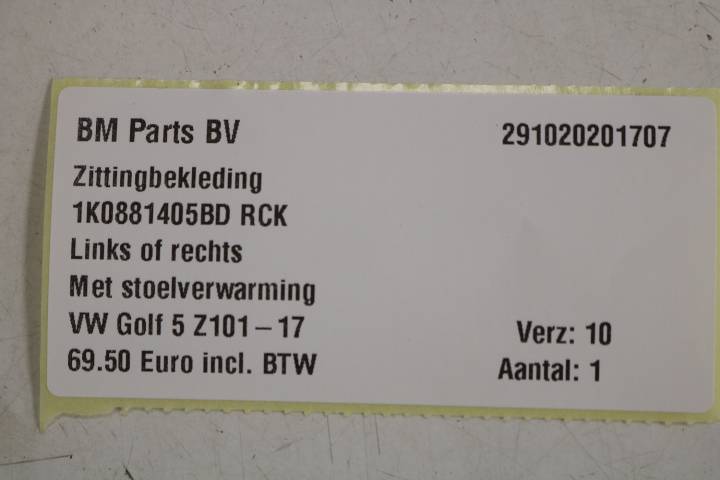 BM Parts BV 291020201707
Zittingbekleding
1K0881405BD RCK
Links of rechts
Met stoelverwarming
VW Golf 5 Z101 – 17 Verz: 10
69.50 Euro incl. BTW Aantal: 1